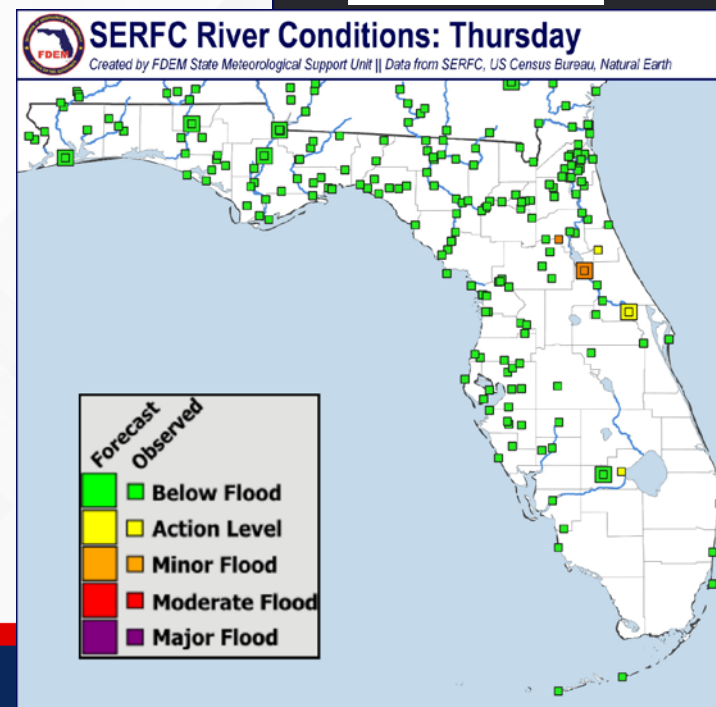 FDEM
SERFC River Conditions: Thursday
Created by FDEM State Meteorological Support Unit || Data from SERFC, US Census Bureau, Natural Earth
Forecast
Observed
Below Flood
Action Level
Minor Flood
Moderate Flood
Major Flood